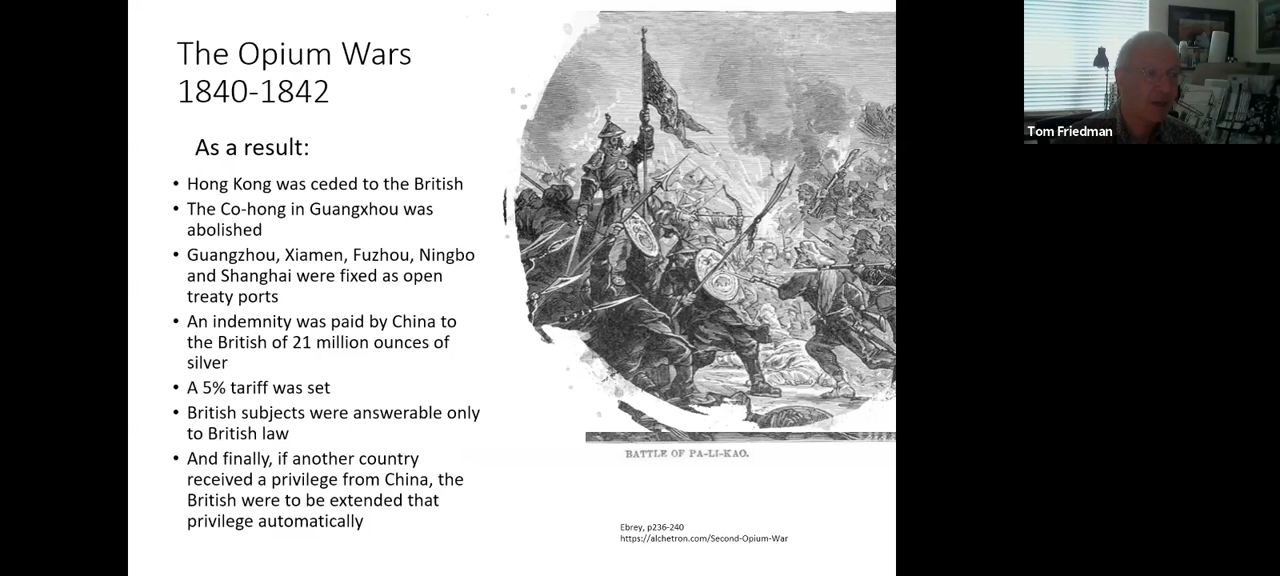 The Opium Wars
1840-1842
As a result:
• Hong Kong was ceded to the British
• The Co-hong in Guangxhou was
abolished
• Guangzhou, Xiamen, Fuzhou, Ningbo
and Shanghai were fixed as open
treaty ports
• An indemnity was paid by China to
the British of 21 million ounces of
silver
• A 5% tariff was set
• British subjects were answerable only
to British law
• And finally, if another country
received a privilege from China, the
British were to be extended that
privilege automatically
BATTLE OF PA-LI-KAO.
Ebrey, p236-240
https://alchetron.com/Second-Opium-War
Tom Friedman